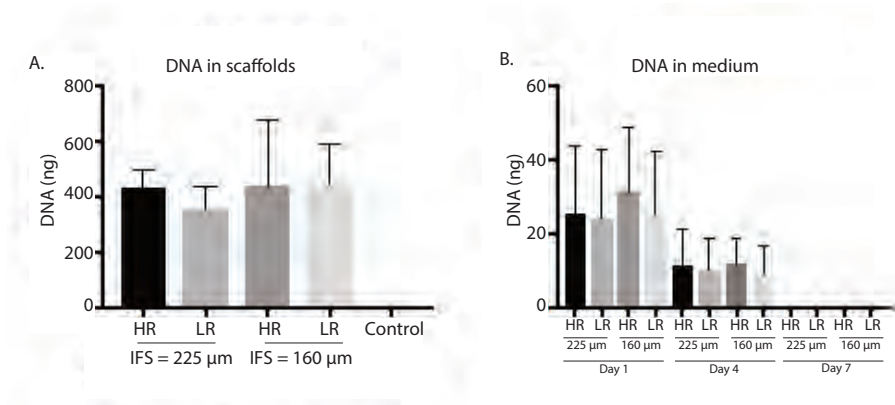 A.
DNA in scaffolds
DNA (ng)
800
600
400
200
0
HR LR HR LR Control
IFS = 225 μm IFS = 160 μm
B.
DNA in medium
DNA (ng)
60
40
20
0
HR LR HR LR HR LR HR LR HR LR HR LR
225 μm 160 μm 225 μm 160 μm 225 μm 160 μm
Day 1 Day 4 Day 7